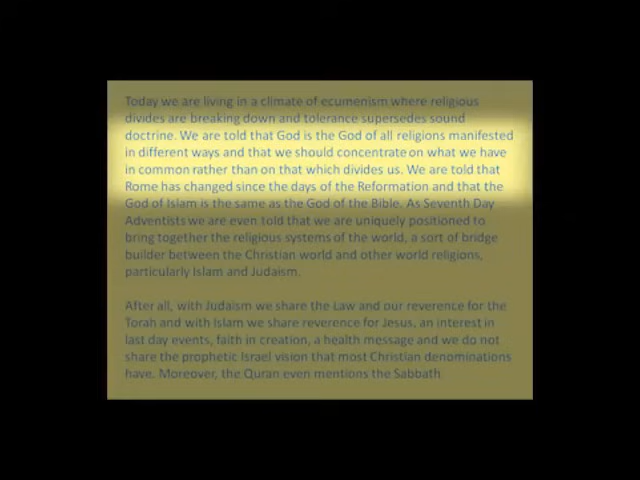 Today we are living in a climate of ecumenism where religious
divides are breaking down and tolerance supersedes sound
doctrine. We are told that God is the God of all religions manifested
in different ways and that we should concentrate on what we have
in common rather than on that which divides us. We are told that
Rome has changed since the days of the Reformation and that the
God of Islam is the same as the God of the Bible. As Seventh Day
Adventists we are even told that we are uniquely positioned to
bring together the religious systems of the world, a sort of bridge
builder between the Christian world and other world religions,
particularly Islam and Judaism.
After all, with Judaism we share the Law and our reverence for the
Torah and with Islam we share reverence for Jesus, an interest in
last day events, faith in creation, a health message and we do not
share the prophetic Israel vision that most Christian denominations
have. Moreover, the Quran even mentions the Sabbath